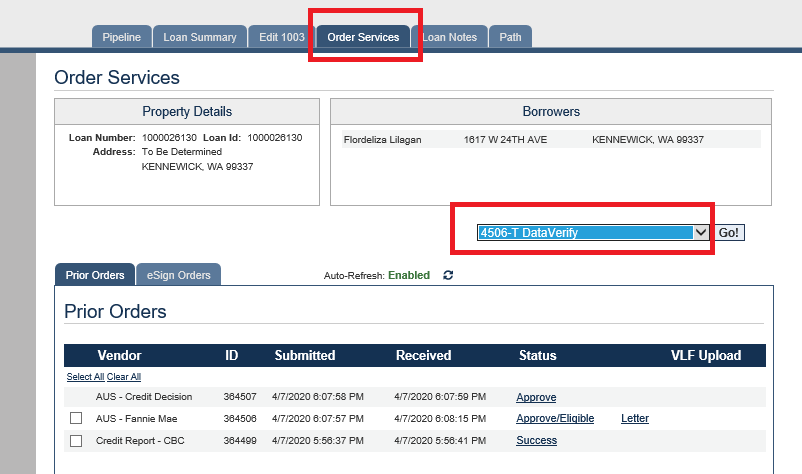 Pipeline Loan Summary Edit 1003 Order Services Loan Notes Path
Order Services
Property Details
Loan Number: 1000026130 Loan Id: 1000026130
Address: To Be Determined
KENNEWICK, WA 99337
Borrowers
Flordeliza Lilagan 1617 W 24TH AVE KENNEWICK, WA 99337
4506-T DataVerify Go!
Prior Orders eSign Orders Auto-Refresh: Enabled
Prior Orders
Vendor ID Submitted Received Status VLF Upload
Select All Clear All
AUS - Credit Decision 364507 4/7/2020 6:07:58 PM 4/7/2020 6:07:59 PM Approve
AUS - Fannie Mae 364506 4/7/2020 6:07:57 PM 4/7/2020 6:08:15 PM Approve/Eligible Letter
Credit Report - CBC 364499 4/7/2020 5:56:37 PM 4/7/2020 5:56:41 PM Success